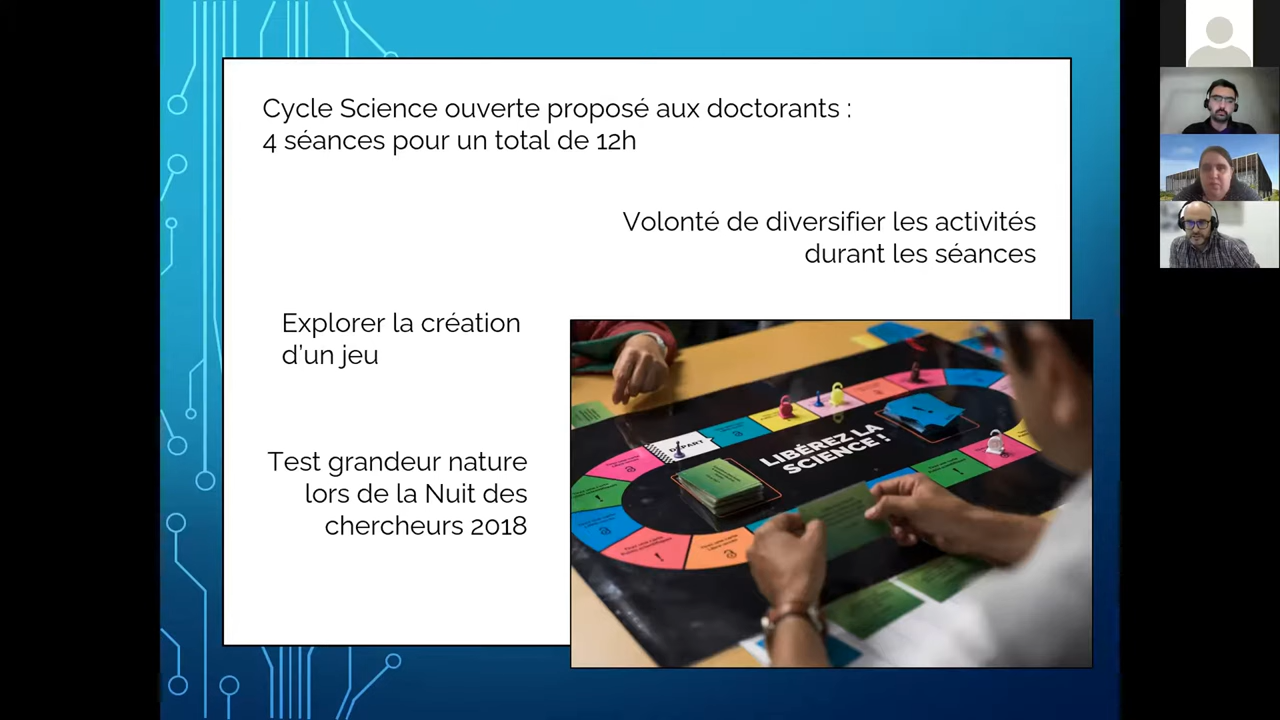 Cycle Science ouverte proposé aux doctorants :
4 séances pour un total de 12h
Volonté de diversifier les activités
durant les séances
Explorer la création
d’un jeu
Test grandeur nature
lors de la Nuit des
chercheurs 2018
DÉPART
LIBÉREZ LA
SCIENCE !